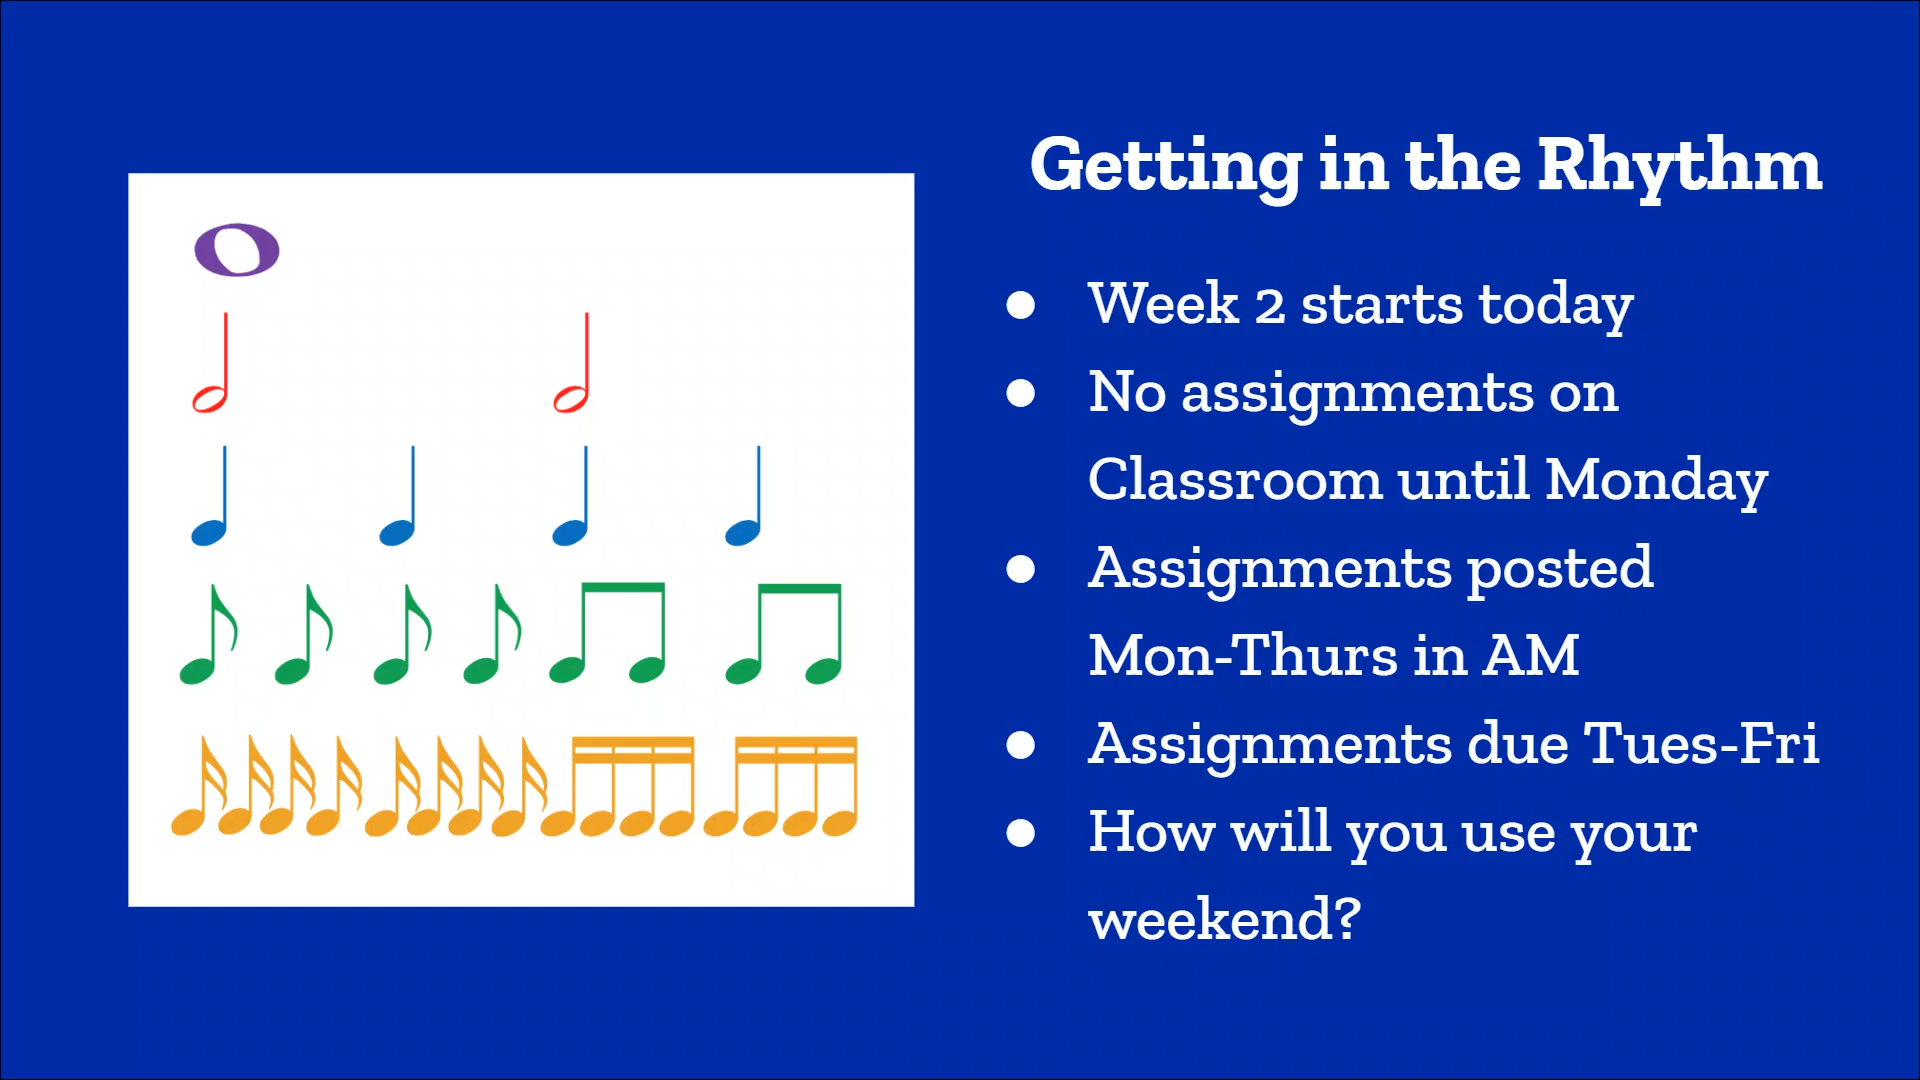 Getting in the Rhythm
● Week 2 starts today
● No assignments on
Classroom until Monday
● Assignments posted
Mon-Thurs in AM
● Assignments due Tues-Fri
● How will you use your
weekend?